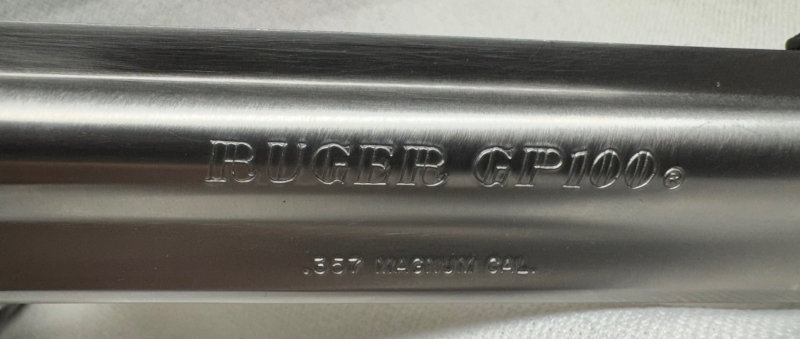 RUGER GP100®
.357 MAGNUM CAL.